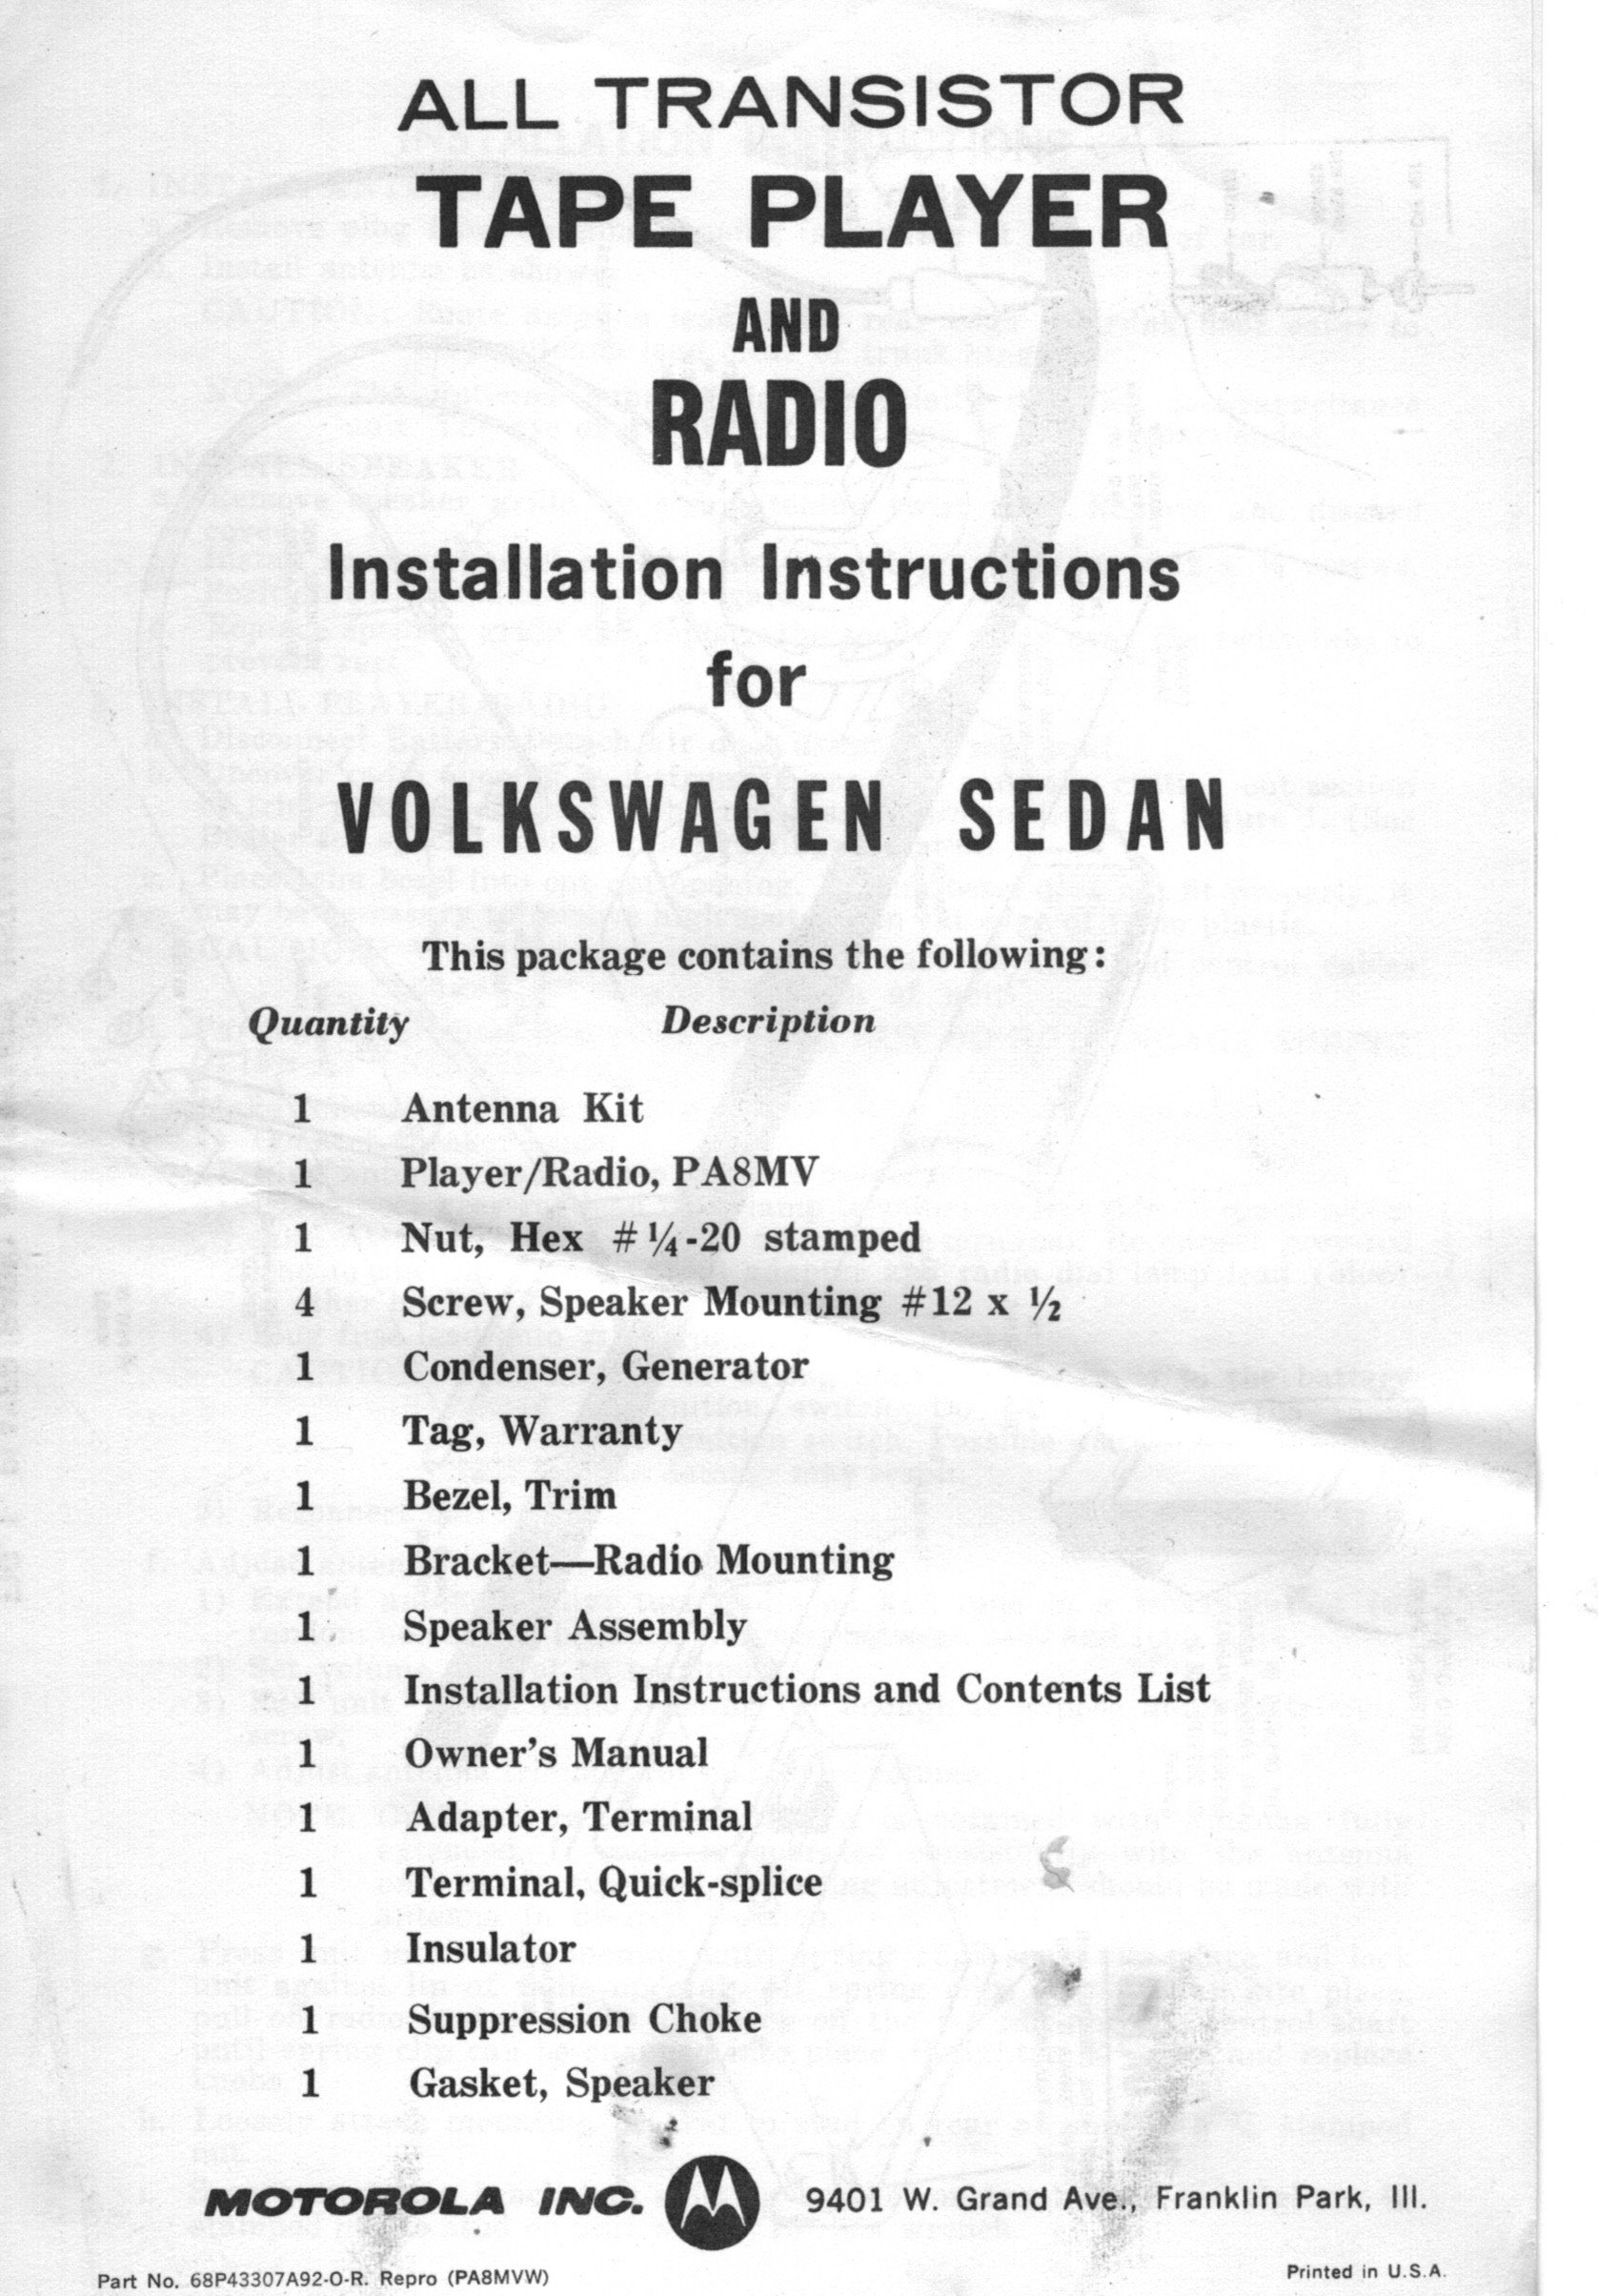 ALL TRANSISTOR
TAPE PLAYER
AND
RADIO
Installation Instructions
for
VOLKSWAGEN SEDAN
This package contains the following:
Quantity Description
1 Antenna Kit
1 Player/Radio, PA8MV
1 Nut, Hex #¼-20 stamped
4 Screw, Speaker Mounting #12 x ½
1 Condenser, Generator
1 Tag, Warranty
1 Bezel, Trim
1 Bracket—Radio Mounting
1 Speaker Assembly
1 Installation Instructions and Contents List
1 Owner's Manual
1 Adapter, Terminal
1 Terminal, Quick-splice
1 Insulator
1 Suppression Choke
1 Gasket, Speaker
MOTOROLA INC. 9401 W. Grand Ave., Franklin Park, Ill.
Part No. 68P43307A92-O-R. Repro (PA8MVW) Printed in U.S.A.